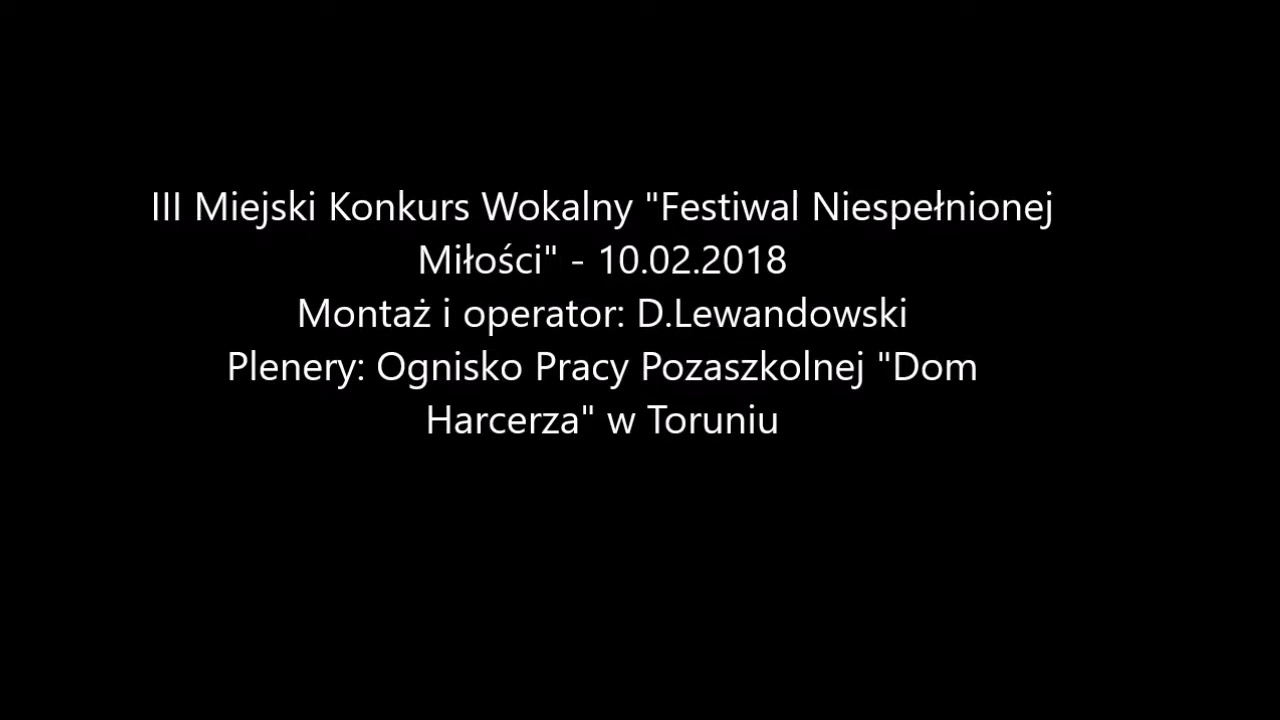 III Miejski Konkurs Wokalny "Festiwal Niespełnionej
Miłości" - 10.02.2018
Montaż i operator: D.Lewandowski
Plenery: Ognisko Pracy Pozaszkolnej "Dom
Harcerza" w Toruniu